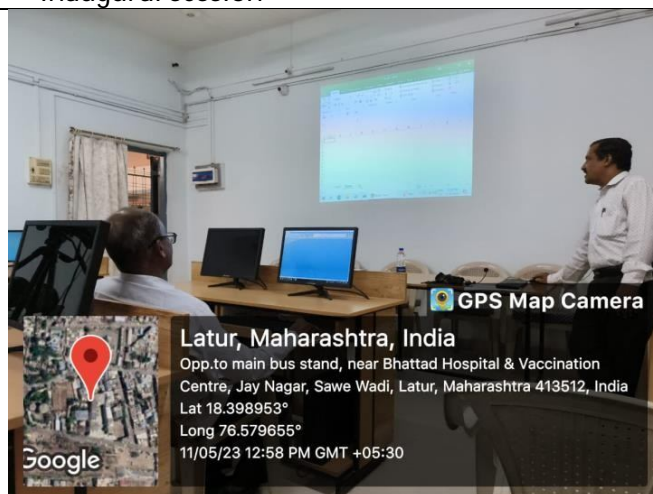 GPS Map Camera
Latur, Maharashtra, India
Opp.to main bus stand, near Bhattad Hospital & Vaccination
Centre, Jay Nagar, Sawe Wadi, Latur, Maharashtra 413512, India
Lat 18.398953°
Long 76.579655°
11/05/23 12:58 PM GMT +05:30
Google